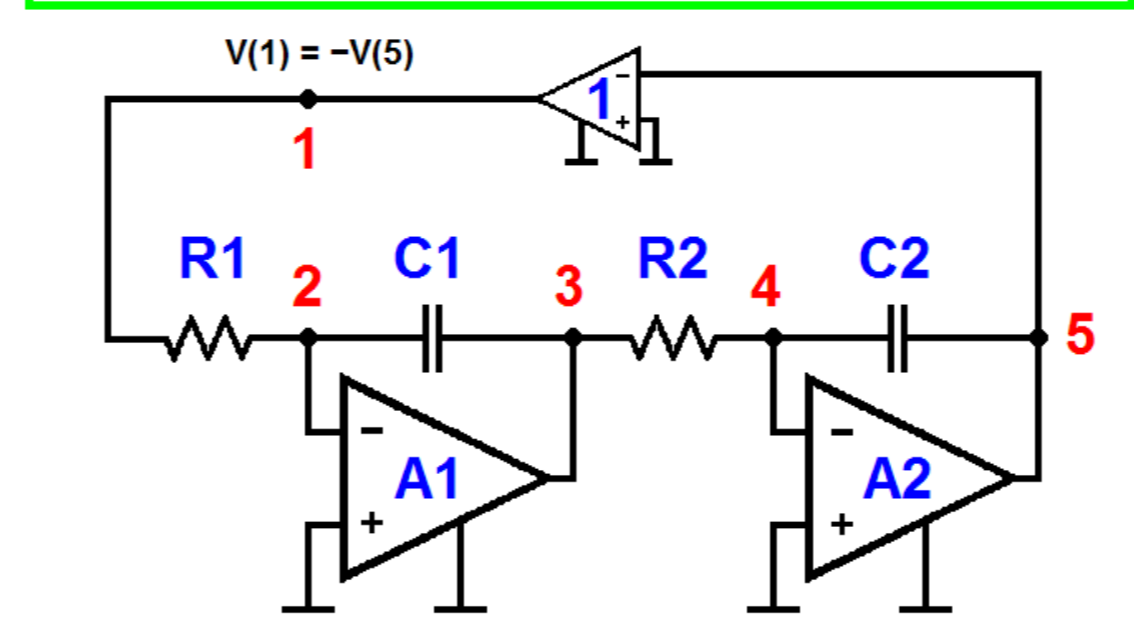 V(1) = −V(5)
1
−
+
1
R1
2
C1
3
R2
4
C2
5
−
A1
+
−
A2
+